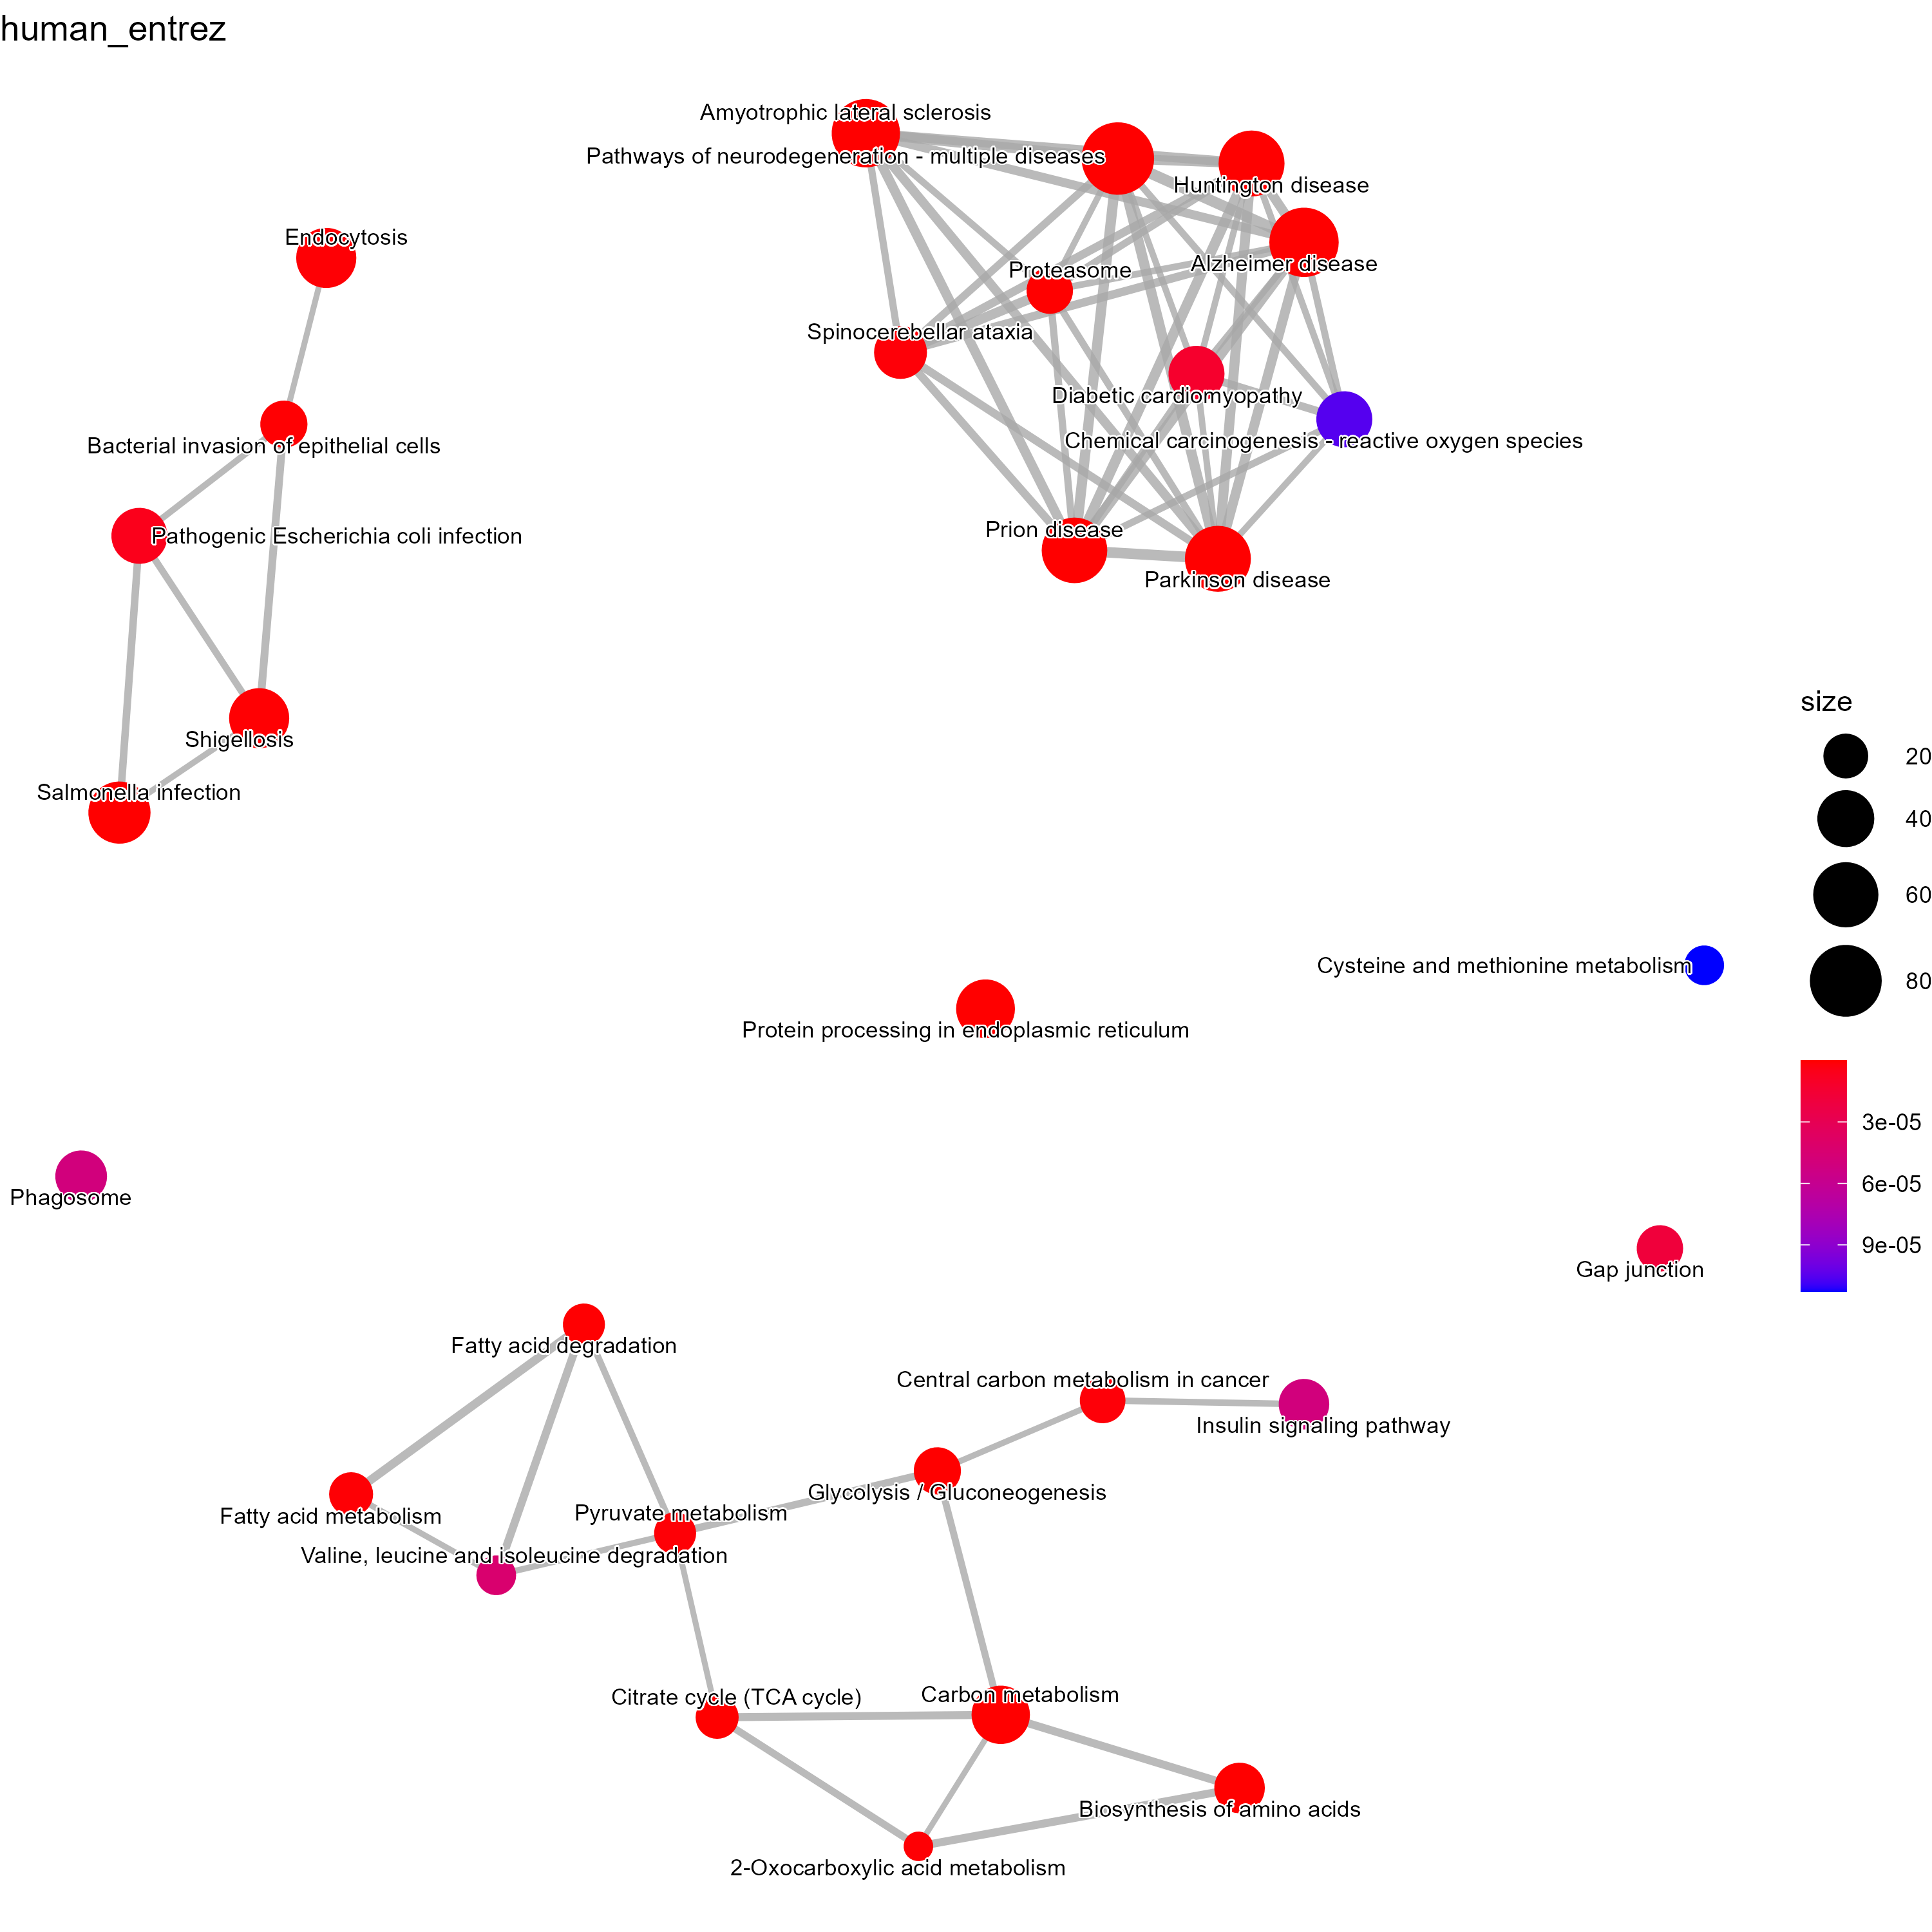 human_entrez
Amyotrophic lateral sclerosis
Pathways of neurodegeneration - multiple diseases
Huntington disease
Endocytosis
Alzheimer disease
Proteasome
Spinocerebellar ataxia
Diabetic cardiomyopathy
Chemical carcinogenesis - reactive oxygen species
Bacterial invasion of epithelial cells
Prion disease
Pathogenic Escherichia coli infection
Parkinson disease
Shigellosis
Salmonella infection
size
20
40
60
80
Cysteine and methionine metabolism
Protein processing in endoplasmic reticulum
3e-05
6e-05
9e-05
Phagosome
Gap junction
Fatty acid degradation
Central carbon metabolism in cancer
Insulin signaling pathway
Glycolysis / Gluconeogenesis
Fatty acid metabolism
Pyruvate metabolism
Valine, leucine and isoleucine degradation
Citrate cycle (TCA cycle)
Carbon metabolism
Biosynthesis of amino acids
2-Oxocarboxylic acid metabolism